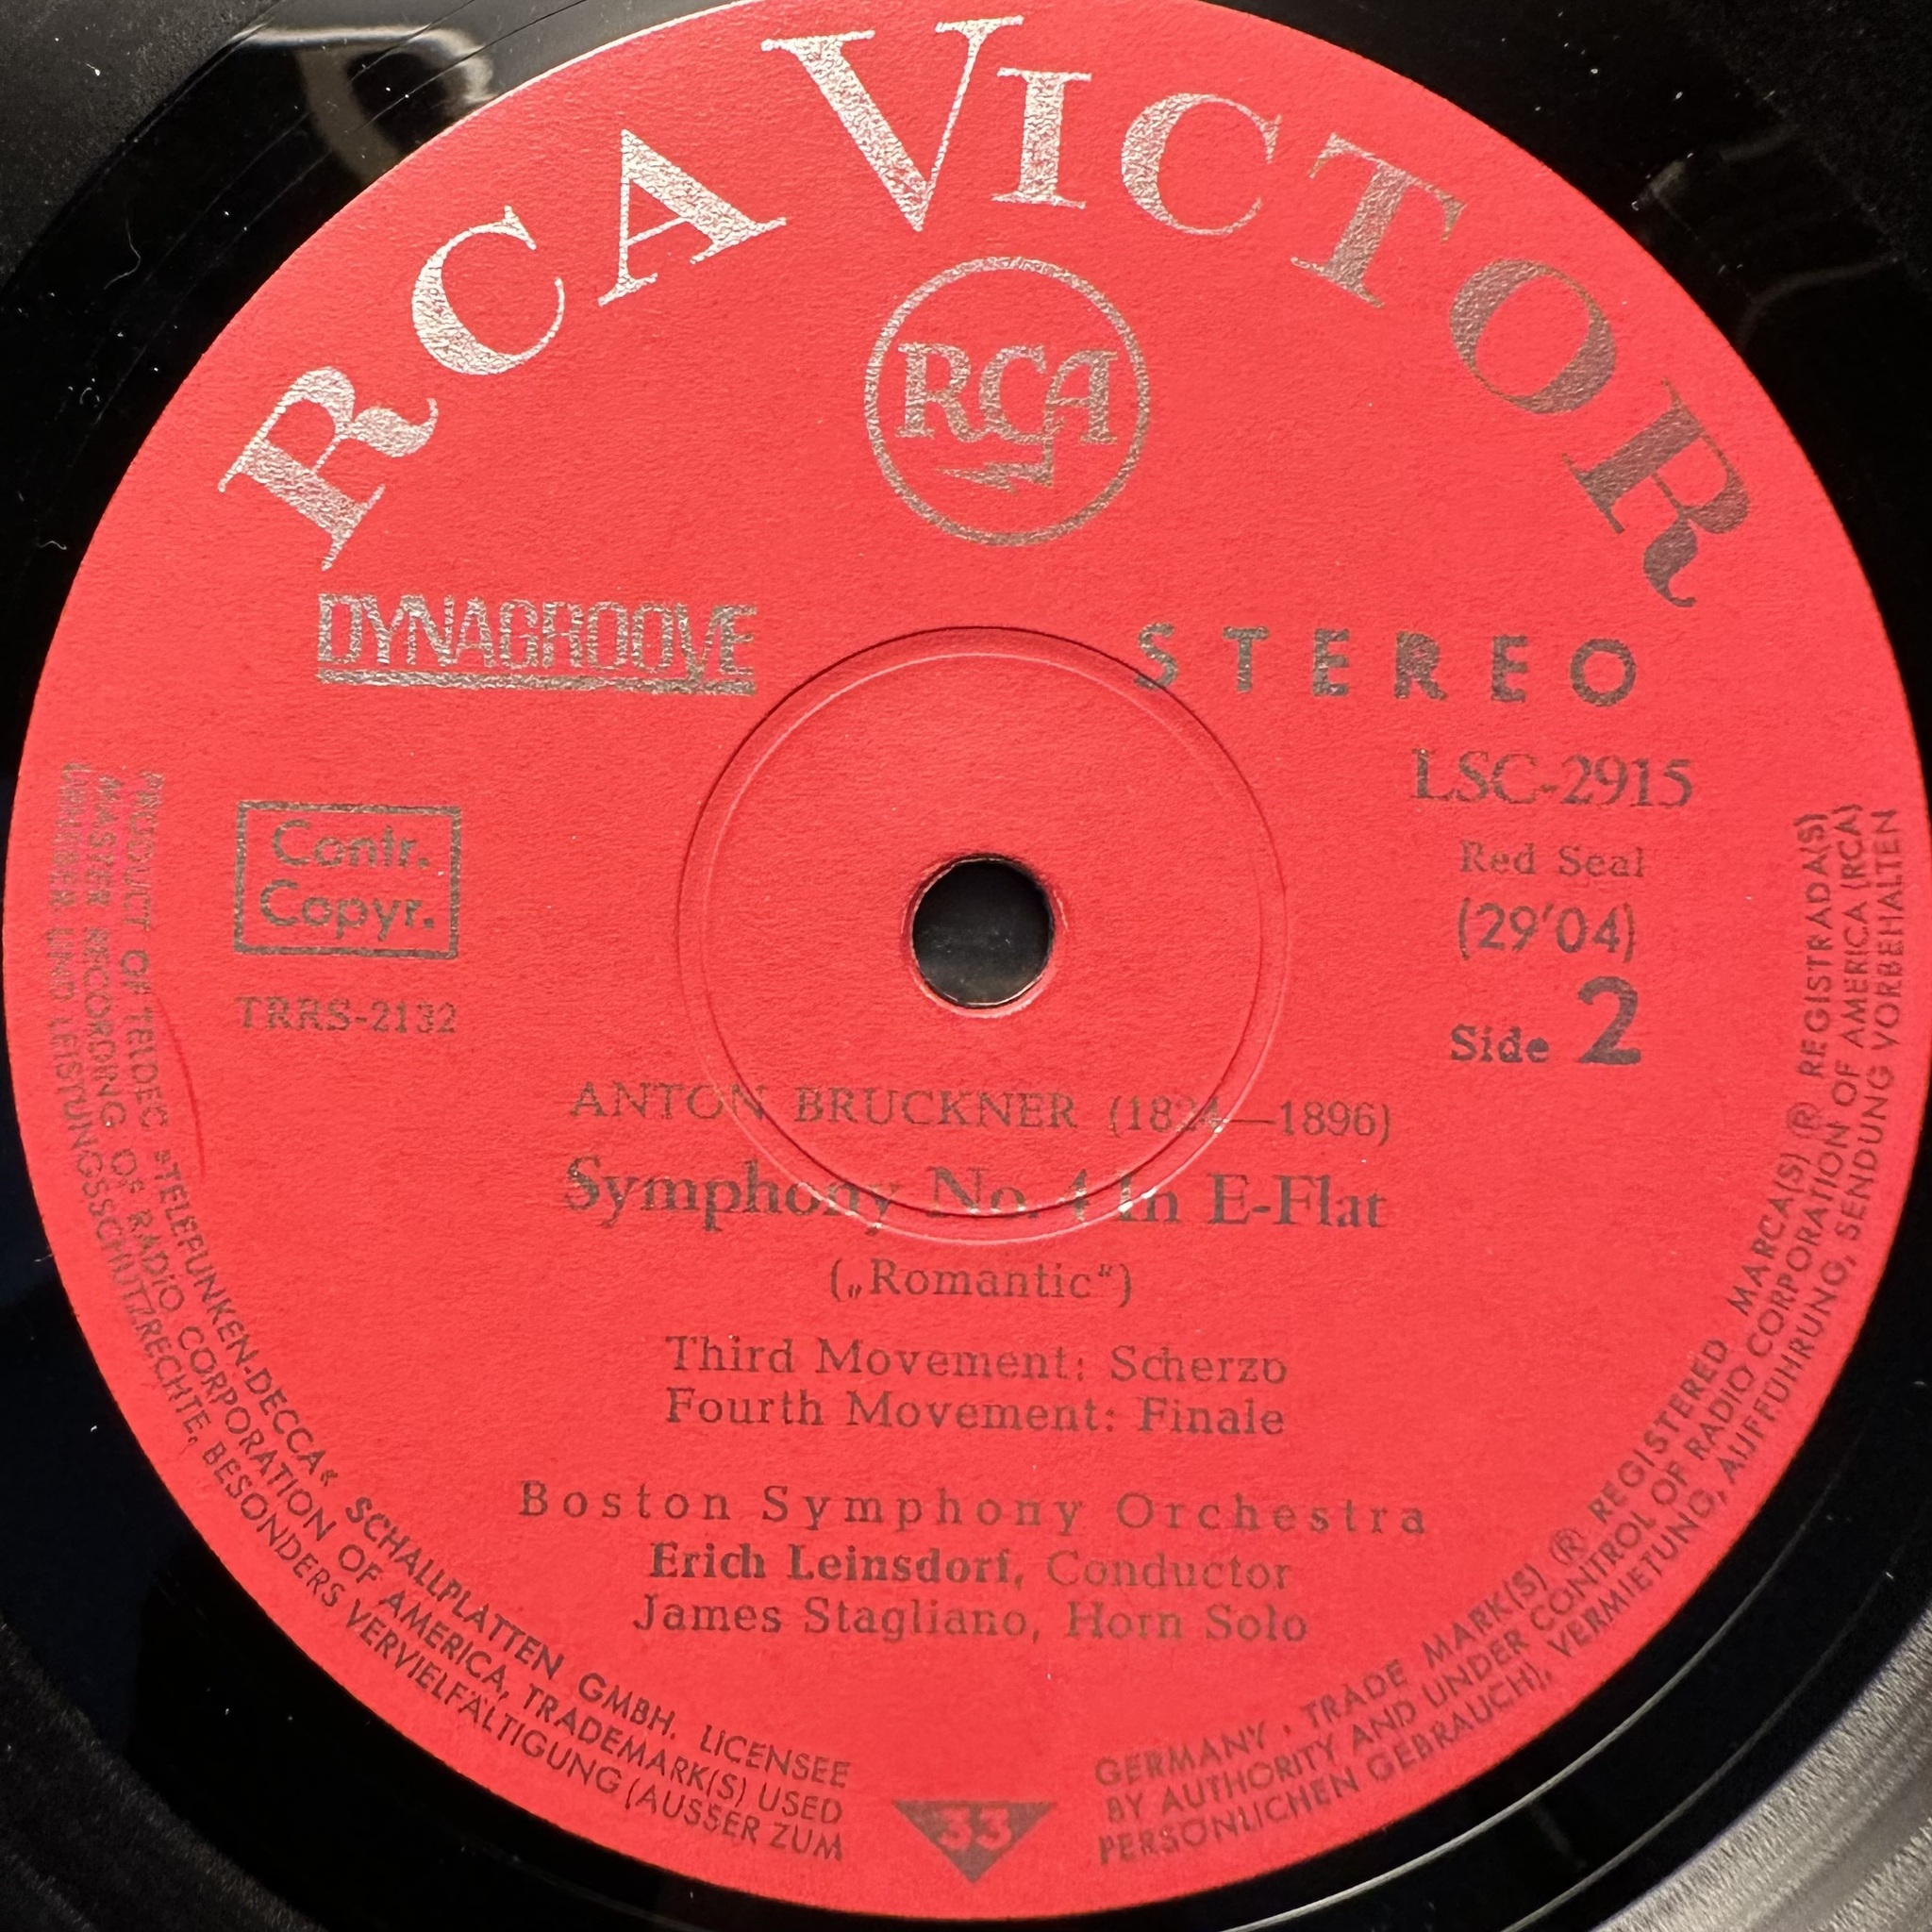 RCA VICTOR
RCA
DYNAGROOVE
STEREO
LSC-2915
Red Seal
(29'04)
Side 2
Contr.
Copyr.
TRRS-2132
ANTON BRUCKNER (1824—1896)
Symphony No. 4 In E-Flat
(„Romantic“)
Third Movement: Scherzo
Fourth Movement: Finale
Boston Symphony Orchestra
Erich Leinsdorf, Conductor
James Stagliano, Horn Solo
PRODUCT OF TELDEC »TELEFUNKEN-DECCA« SCHALLPLATTEN GMBH. LICENSEE
MASTER RECORDING OF RADIO CORPORATION OF AMERICA, TRADEMARK(S) USED
URHEBER UND LEISTUNGSSCHUTZRECHTE, BESONDERS VERVIELFÄLTIGUNG (AUSSER ZUM
33
GERMANY · TRADE MARK(S) ® REGISTERED MARCA(S) ® REGISTRADA(S)
BY AUTHORITY AND UNDER CONTROL OF RADIO CORPORATION OF AMERICA (RCA)
PERSÖNLICHEN GEBRAUCH), VERMIETUNG, AUFFÜHRUNG, SENDUNG VORBEHALTEN